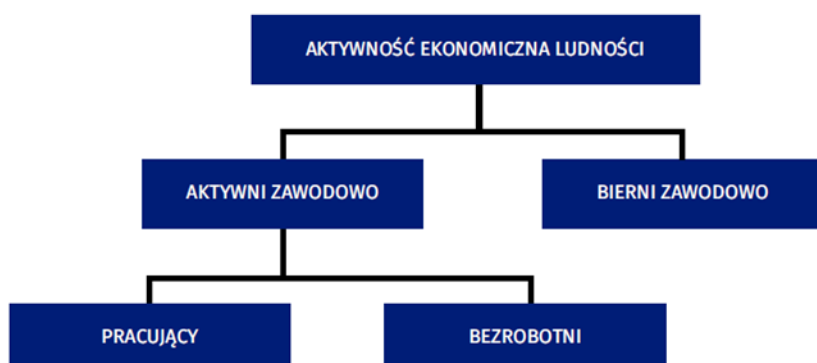 AKTYWNOŚĆ EKONOMICZNA LUDNOŚCI
AKTYWNI ZAWODOWO
BIERNI ZAWODOWO
PRACUJĄCY
BEZROBOTNI